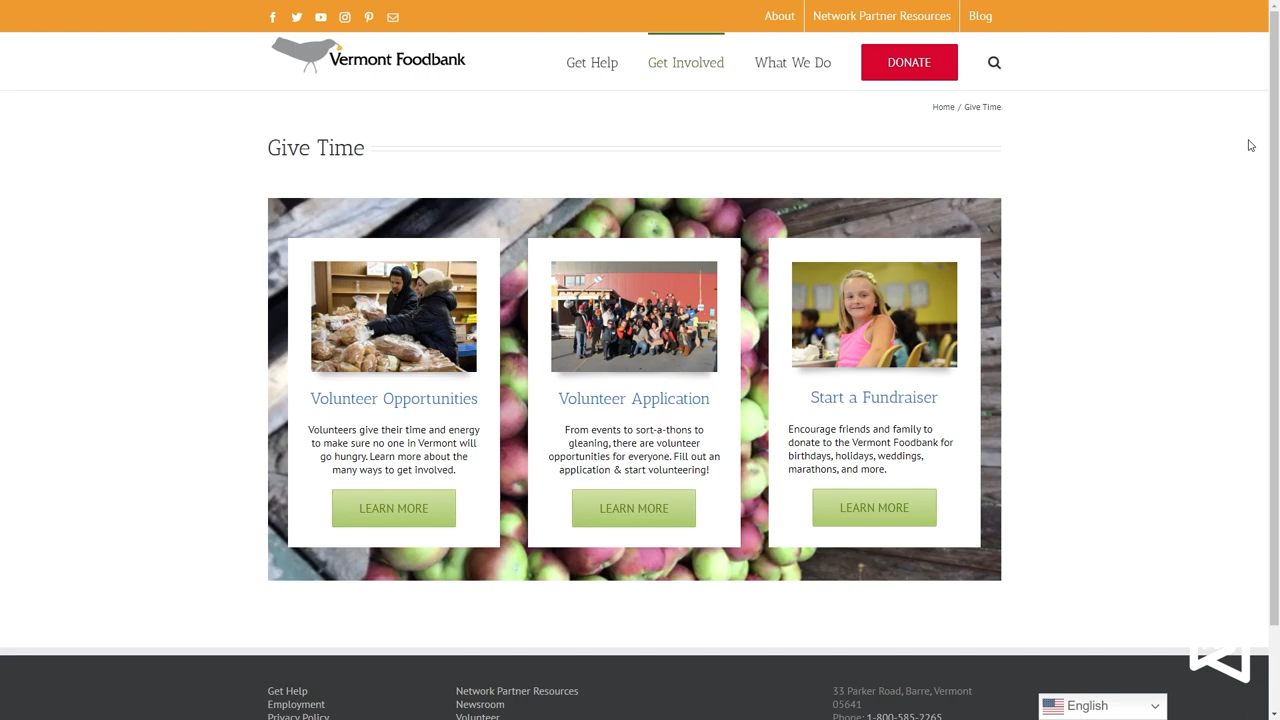 About
Network Partner Resources
Blog
Vermont Foodbank
Get Help
Get Involved
What We Do
DONATE
Home / Give Time
Give Time
Volunteer Opportunities
Volunteers give their time and energy
to make sure no one in Vermont will
go hungry. Learn more about the
many ways to get involved.
LEARN MORE
Volunteer Application
From events to sort-a-thons to
gleaning, there are volunteer
opportunities for everyone. Fill out an
application & start volunteering!
LEARN MORE
Start a Fundraiser
Encourage friends and family to
donate to the Vermont Foodbank for
birthdays, holidays, weddings,
marathons, and more.
LEARN MORE
Get Help
Employment
Privacy Policy
Network Partner Resources
Newsroom
Volunteer
33 Parker Road, Barre, Vermont
05641
Phone: 1-800-585-2265
English